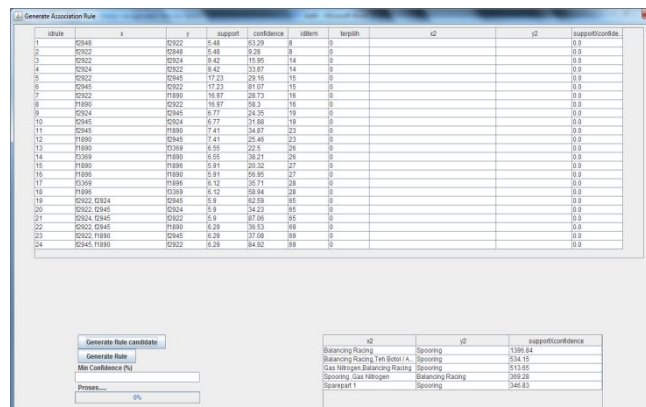 Generate Association Rule
idrule x y support confidence iditem terpilih x2 y2 supportXconfide...
1 f2848 f2922 5.48 63.29 8 0 0.0
2 f2922 f2848 5.48 9.28 8 0 0.0
3 f2922 f2924 9.42 15.95 14 0 0.0
4 f2924 f2922 9.42 33.87 14 0 0.0
5 f2922 f2945 17.23 29.16 15 0 0.0
6 f2945 f2922 17.23 81.07 15 0 0.0
7 f2922 f1890 16.97 28.73 16 0 0.0
8 f1890 f2922 16.97 58.3 16 0 0.0
9 f2924 f2945 6.77 24.35 19 0 0.0
10 f2945 f2924 6.77 31.88 19 0 0.0
11 f2945 f1890 7.41 34.87 23 0 0.0
12 f1890 f2945 7.41 25.46 23 0 0.0
13 f1890 f3369 6.55 22.5 26 0 0.0
14 f3369 f1890 6.55 38.21 26 0 0.0
15 f1890 f1896 5.91 20.32 27 0 0.0
16 f1896 f1890 5.91 56.95 27 0 0.0
17 f3369 f1896 6.12 35.71 28 0 0.0
18 f1896 f3369 6.12 58.94 28 0 0.0
19 f2922, f2924 f2945 5.9 62.59 65 0 0.0
20 f2922, f2945 f2924 5.9 34.23 65 0 0.0
21 f2924, f2945 f2922 5.9 87.06 65 0 0.0
22 f2922, f2945 f1890 6.29 36.53 69 0 0.0
23 f2922, f1890 f2945 6.29 37.08 69 0 0.0
24 f2945, f1890 f2922 6.29 84.92 69 0 0.0
Generate Rule candidate
Generate Rule
Min Confidence (%)
Proses....
0%
x2 y2 supportXconfidence
Balancing Racing Spooring 1396.84
Balancing Racing,Teh Botol / A... Spooring 534.15
Gas Nitrogen,Balancing Racing Spooring 513.65
Spooring ,Gas Nitrogen Balancing Racing 369.28
Sparepart 1 Spooring 346.83